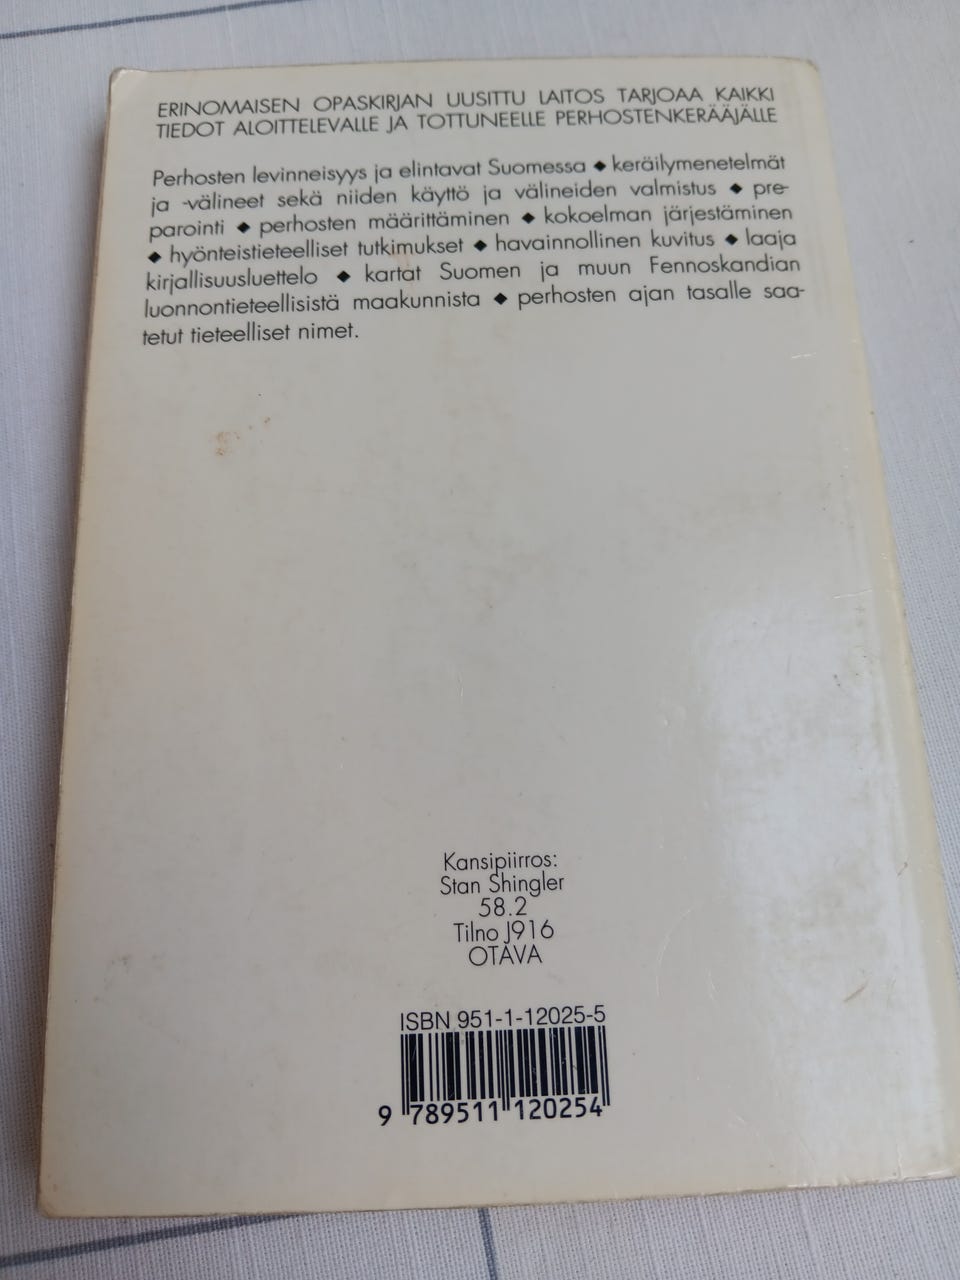 ERINOMAISEN OPASKIRJAN UUSITTU LAITOS TARJOAA KAIKKI
TIEDOT ALOITTELEVALLE JA TOTTUNEELLE PERHOSTENKERÄÄJÄLLE
Perhosten levinneisyys ja elintavat Suomessa ◆ keräilymenetelmät
ja -välineet sekä niiden käyttö ja välineiden valmistus ◆ pre-
parointi ◆ perhosten määrittäminen ◆ kokoelman järjestäminen
◆ hyönteistieteelliset tutkimukset ◆ havainnollinen kuvitus ◆ laaja
kirjallisuusluettelo ◆ kartat Suomen ja muun Fennoskandian
luonnontieteellisistä maakunnista ◆ perhosten ajan tasalle saa-
tetut tieteelliset nimet.
Kansipiirros:
Stan Shingler
58.2
Tilno J916
OTAVA
ISBN 951-1-12025-5
9 789511 120254